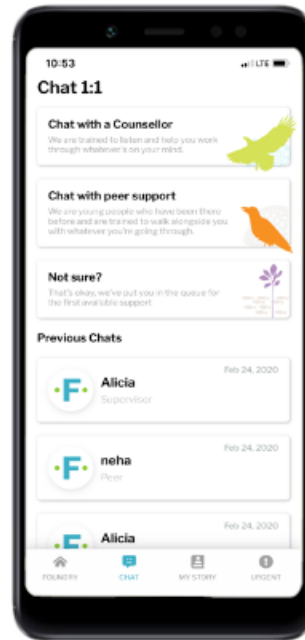 10:53
LTE
Chat 1:1
Chat with a Counsellor
We are trained to listen and help you work
through whatever's on your mind.
Chat with peer support
We are young people who have been there
before and are trained to walk alongside you
with whatever you're going through.
Not sure?
That's okay, we've put you in the queue for
the first available support
Previous Chats
Feb 24, 2020
F
Alicia
Supervisor
Feb 24, 2020
F
neha
Peer
Feb 24, 2020
F
Alicia
FOUNDRY
CHAT
MY STORY
URGENT